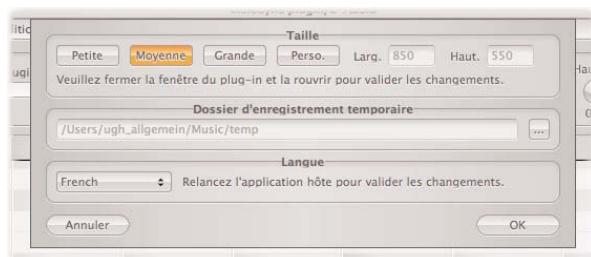 Taille
Petite Moyenne Grande Perso. Larg. 850 Haut. 550
Veuillez fermer la fenêtre du plug-in et la rouvrir pour valider les changements.
Dossier d'enregistrement temporaire
/Users/ugh_allgemein/Music/temp ...
Langue
French Relancez l'application hôte pour valider les changements.
Annuler OK